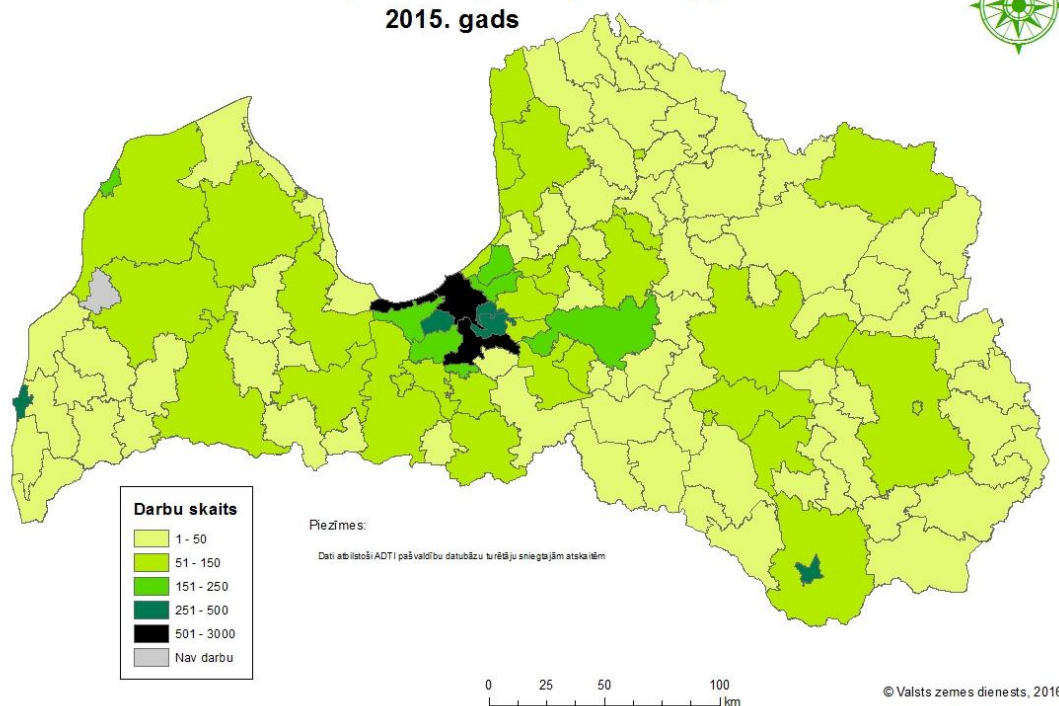 2015. gads
Darbu skaits
1 - 50
51 - 150
151 - 250
251 - 500
501 - 3000
Nav darbu
Piezīmes:
Dati atbilstoši ADTI pašvaldību datubāzu turētāju sniegtajām atskaitēm
0 25 50 100
km
© Valsts zemes dienests, 2016